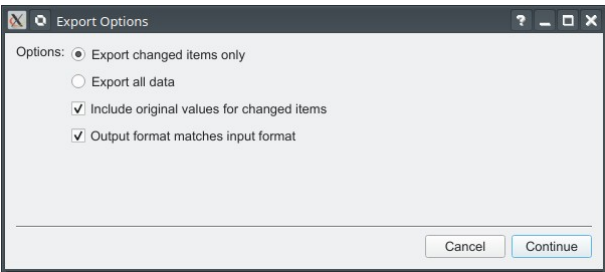 Export Options
Options: Export changed items only
Export all data
Include original values for changed items
Output format matches input format
Cancel Continue